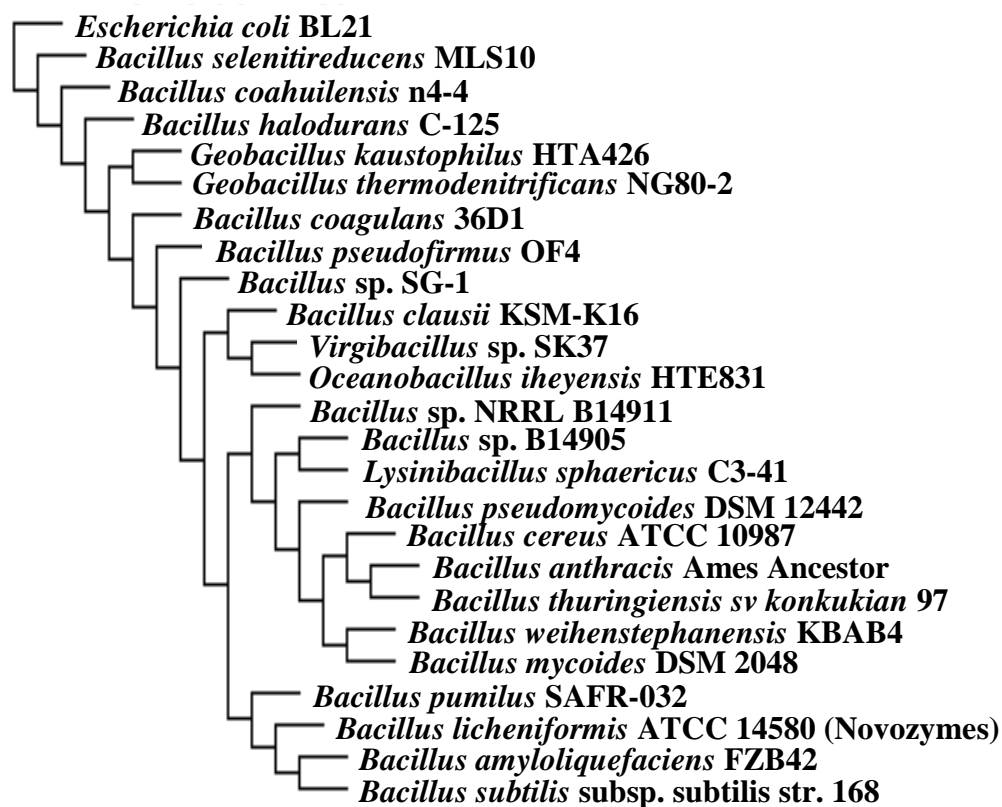 Escherichia coli BL21
Bacillus selenitireducens MLS10
Bacillus coahuilensis n4-4
Bacillus halodurans C-125
Geobacillus kaustophilus HTA426
Geobacillus thermodenitrificans NG80-2
Bacillus coagulans 36D1
Bacillus pseudofirmus OF4
Bacillus sp. SG-1
Bacillus clausii KSM-K16
Virgibacillus sp. SK37
Oceanobacillus iheyensis HTE831
Bacillus sp. NRRL B14911
Bacillus sp. B14905
Lysinibacillus sphaericus C3-41
Bacillus pseudomycoides DSM 12442
Bacillus cereus ATCC 10987
Bacillus anthracis Ames Ancestor
Bacillus thuringiensis sv konkukian 97
Bacillus weihenstephanensis KBAB4
Bacillus mycoides DSM 2048
Bacillus pumilus SAFR-032
Bacillus licheniformis ATCC 14580 (Novozymes)
Bacillus amyloliquefaciens FZB42
Bacillus subtilis subsp. subtilis str. 168